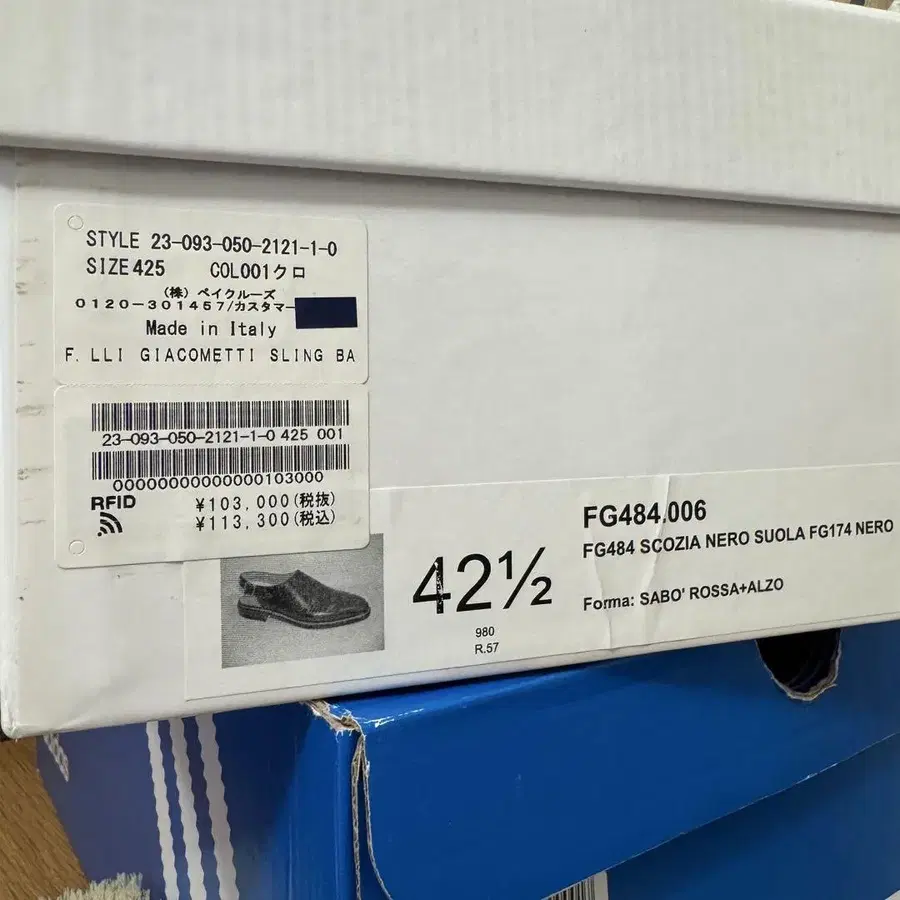 STYLE 23-093-050-2121-1-0
SIZE 425 COL001クロ
(株) ベイクルーズ
0120-301457/カスタマー
Made in Italy
F.LLI GIACOMETTI SLING BA
23-093-050-2121-1-0 425 001
00000000000000103000
RFID
¥103,000(税抜)
¥113,300(税込)
42½
980
R.57
FG484.006
FG484 SCOZIA NERO SUOLA FG174 NERO
Forma: SABO' ROSSA+ALZO